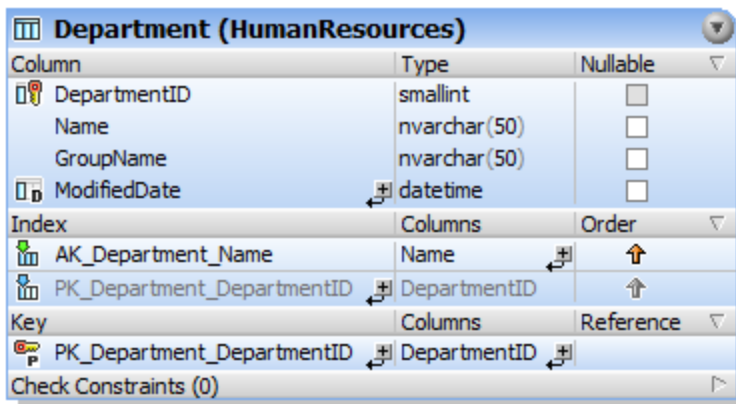 Department (HumanResources)
Column Type Nullable
DepartmentID smallint
Name nvarchar(50)
GroupName nvarchar(50)
D ModifiedDate datetime
Index Columns Order
AK_Department_Name Name
PK_Department_DepartmentID DepartmentID
Key Columns Reference
P PK_Department_DepartmentID DepartmentID
Check Constraints (0)